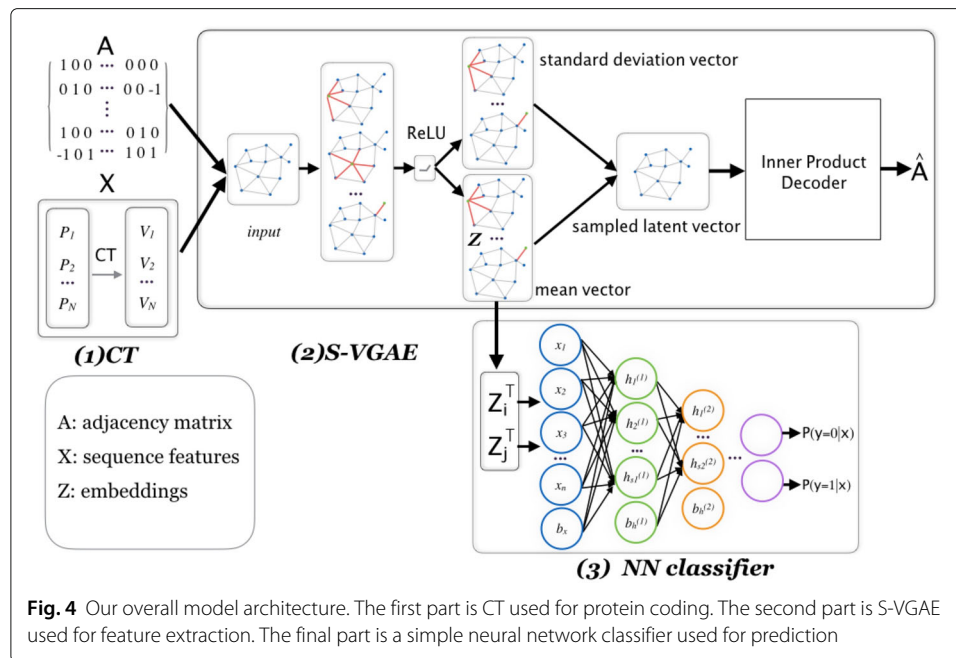 A
1 0 0 ... 0 0 0
0 1 0 ... 0 0 -1
⋮
1 0 0 ... 0 1 0
-1 0 1 ... 1 0 1
X
P1 V1
P2 CT V2
... ...
PN VN
(1)CT
input
...
ReLU
standard deviation vector
...
Z ...
mean vector
sampled latent vector
Inner Product
Decoder
Â
(2)S-VGAE
A: adjacency matrix
X: sequence features
Z: embeddings
Z_i^T
Z_j^T
x1
x2
x3
...
xn
bx
h1(1)
h2(1)
...
hs1(1)
bh(1)
h1(2)
...
hs2(2)
bh(2)
...
P(y=0|x)
P(y=1|x)
(3) NN classifier
Fig. 4 Our overall model architecture. The first part is CT used for protein coding. The second part is S-VGAE
used for feature extraction. The final part is a simple neural network classifier used for prediction